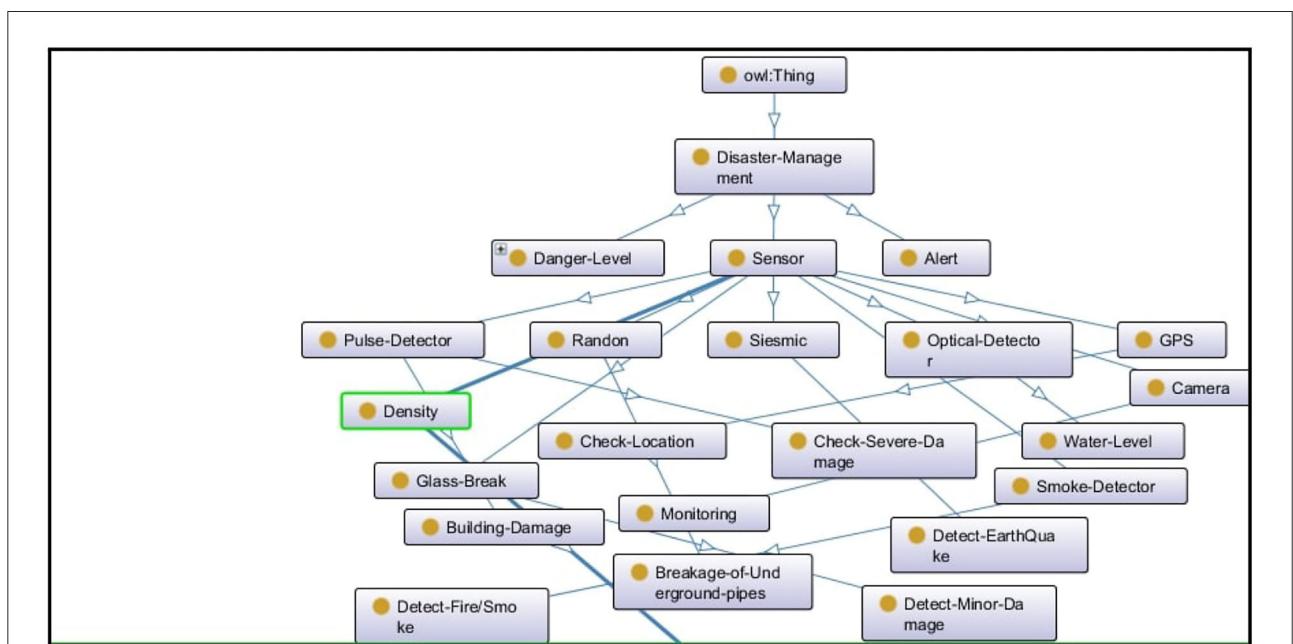 owl:Thing
Disaster-Manage
ment
Danger-Level
Sensor
Alert
Pulse-Detector
Randon
Siesmic
Optical-Detecto
r
GPS
Camera
Density
Check-Location
Check-Severe-Da
mage
Water-Level
Glass-Break
Smoke-Detector
Monitoring
Building-Damage
Detect-EarthQua
ke
Breakage-of-Und
erground-pipes
Detect-Fire/Smo
ke
Detect-Minor-Da
mage